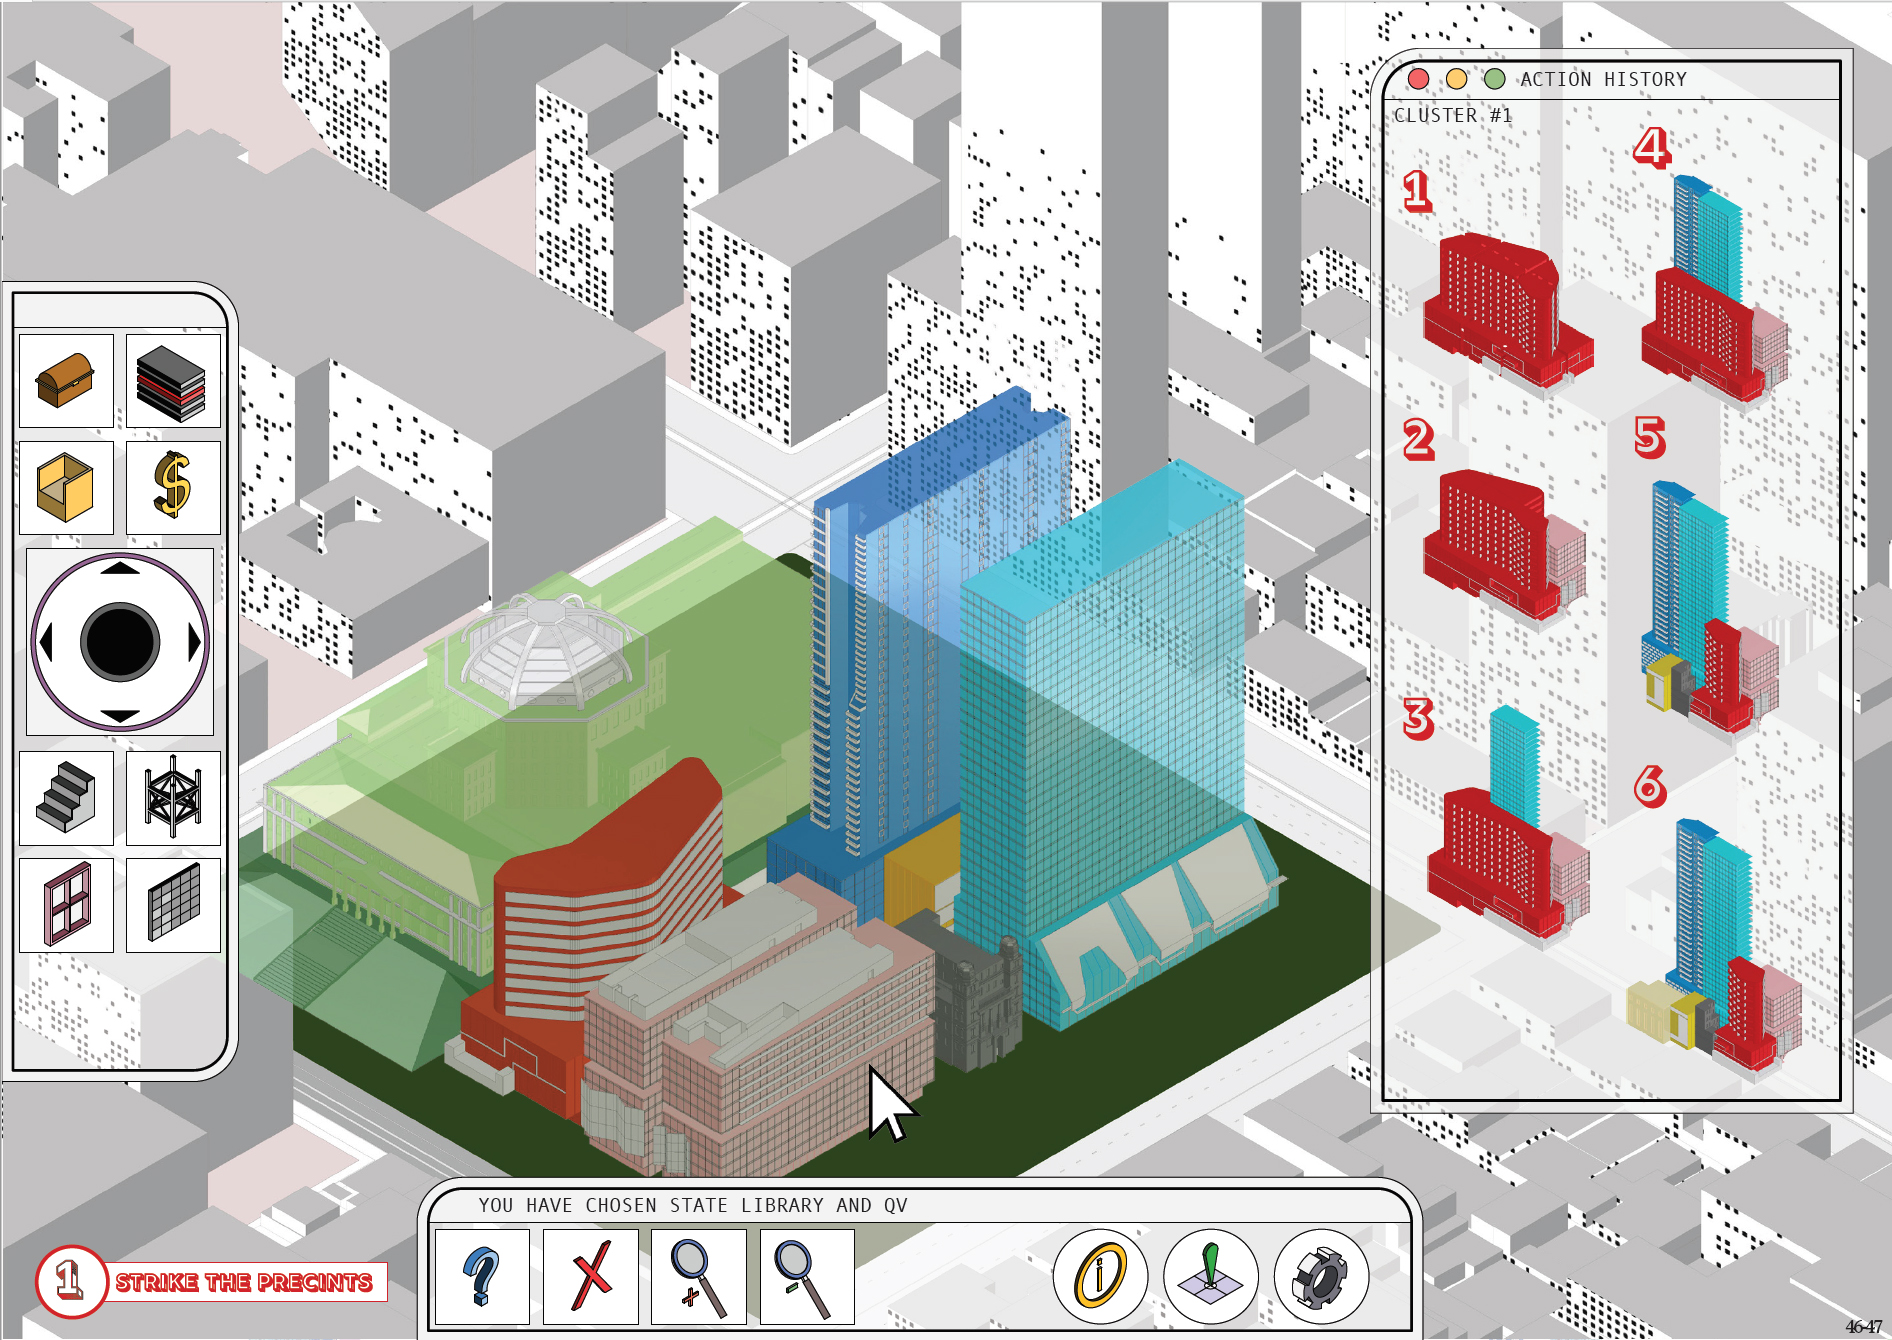 ACTION HISTORY
CLUSTER #1
1
4
2
5
3
6
YOU HAVE CHOSEN STATE LIBRARY AND QV
1 STRIKE THE PRECINTS
46-47